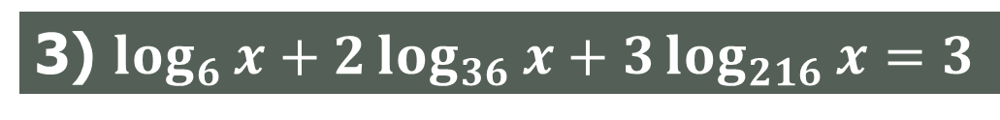 3) log₆ x + 2 log₃₆ x + 3 log₂₁₆ x = 3